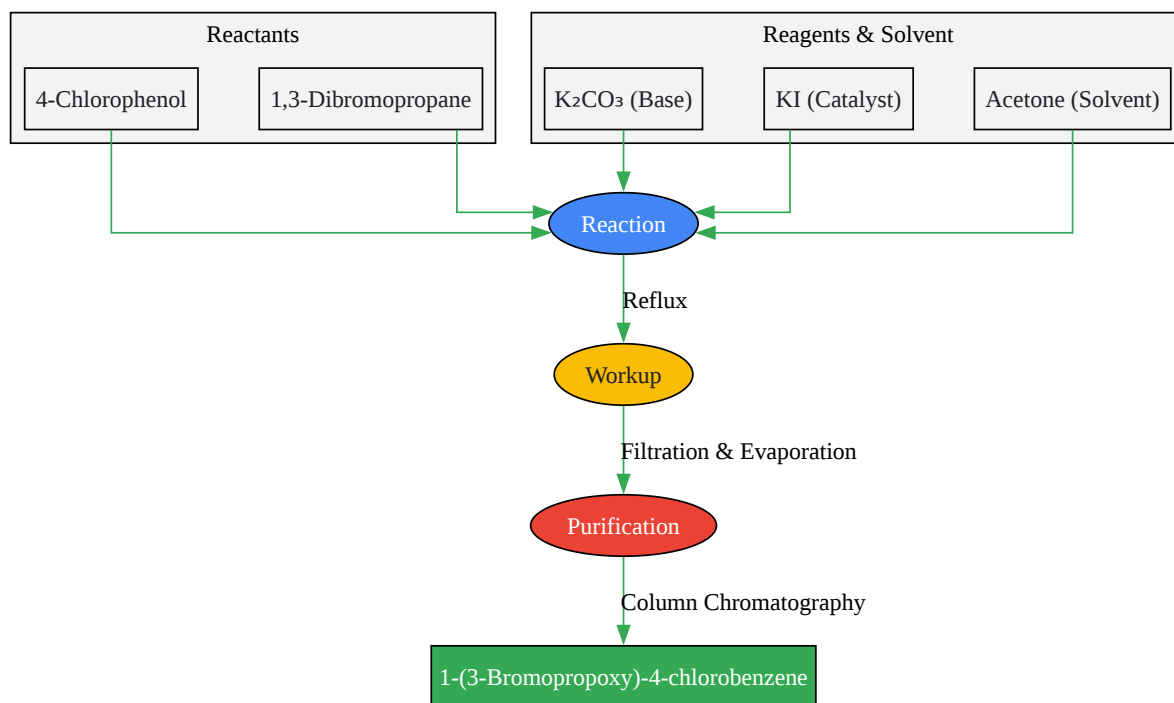 Reactants
Reagents & Solvent
4-Chlorophenol
1,3-Dibromopropane
K₂CO₃ (Base)
KI (Catalyst)
Acetone (Solvent)
Reaction
Reflux
Workup
Filtration & Evaporation
Purification
Column Chromatography
1-(3-Bromopropoxy)-4-chlorobenzene